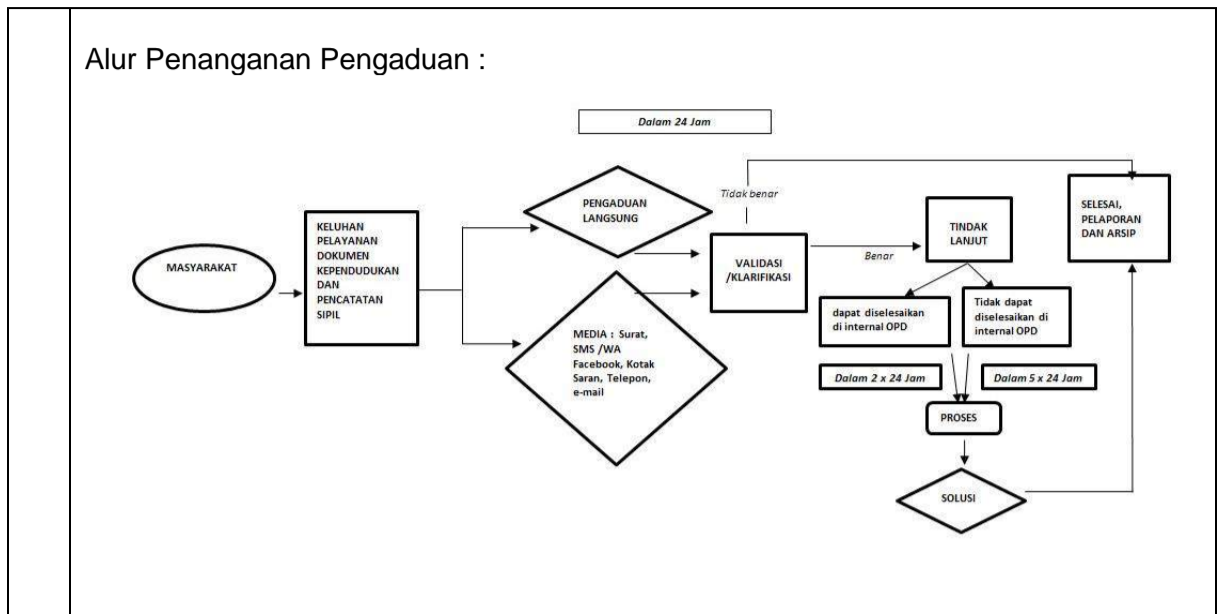 Alur Penanganan Pengaduan :
Dalam 24 Jam
MASYARAKAT
KELUHAN
PELAYANAN
DOKUMEN
KEPENDUDUKAN
DAN
PENCATATAN
SIPIL
PENGADUAN
LANGSUNG
MEDIA : Surat,
SMS /WA
Facebook, Kotak
Saran, Telepon,
e-mail
Tidak benar
VALIDASI
/KLARIFIKASI
Benar
TINDAK
LANJUT
SELESAI,
PELAPORAN
DAN ARSIP
dapat diselesaikan
di internal OPD
Tidak dapat
diselesaikan di
internal OPD
Dalam 2 x 24 Jam
Dalam 5 x 24 Jam
PROSES
SOLUSI